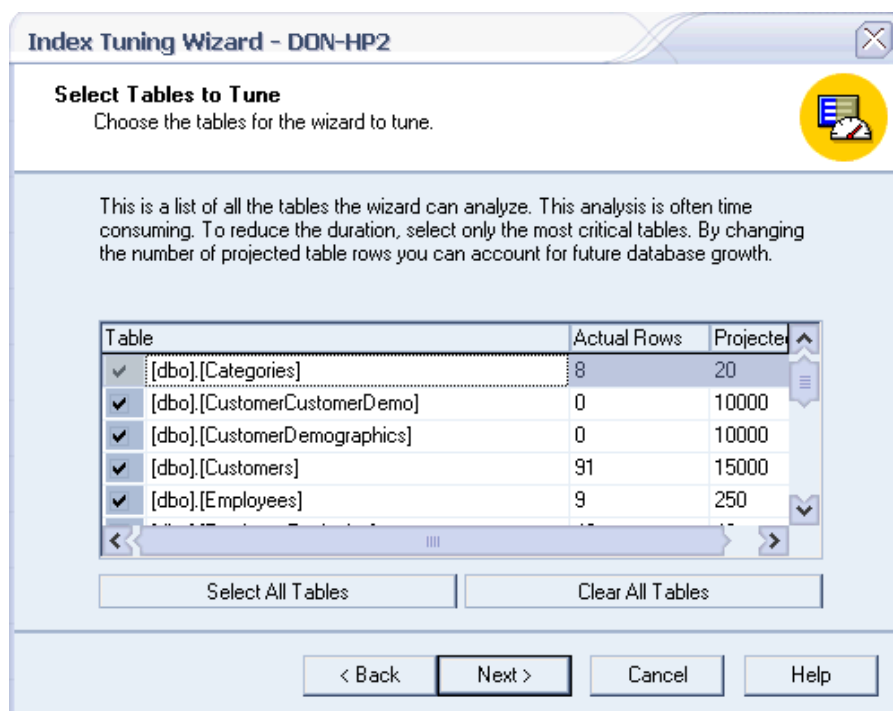 Index Tuning Wizard - DON-HP2
Select Tables to Tune
Choose the tables for the wizard to tune.
This is a list of all the tables the wizard can analyze. This analysis is often time
consuming. To reduce the duration, select only the most critical tables. By changing
the number of projected table rows you can account for future database growth.
Table Actual Rows Projected
[dbo].[Categories] 8 20
[dbo].[CustomerCustomerDemo] 0 10000
[dbo].[CustomerDemographics] 0 10000
[dbo].[Customers] 91 15000
[dbo].[Employees] 9 250
Select All Tables Clear All Tables
< Back Next > Cancel Help